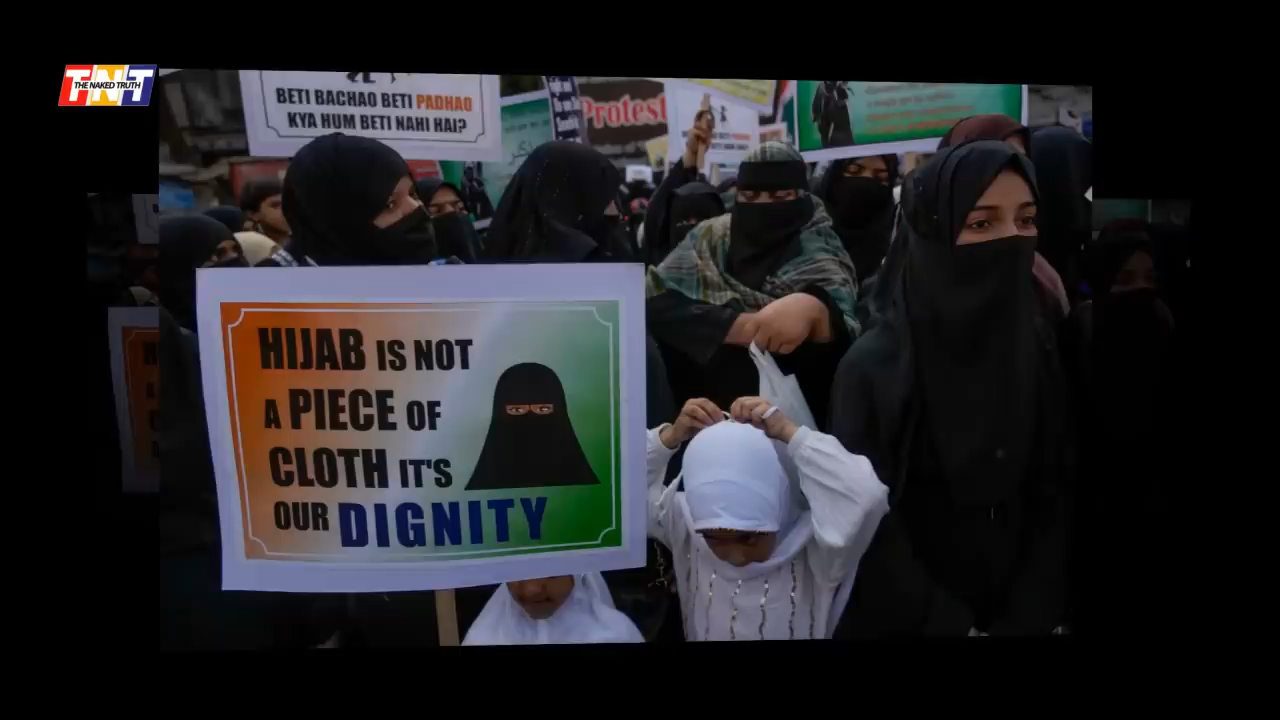 TNT
THE NAKED TRUTH
BETI BACHAO BETI PADHAO
KYA HUM BETI NAHI HAI?
Protest
HIJAB IS NOT
A PIECE OF
CLOTH IT'S
OUR DIGNITY